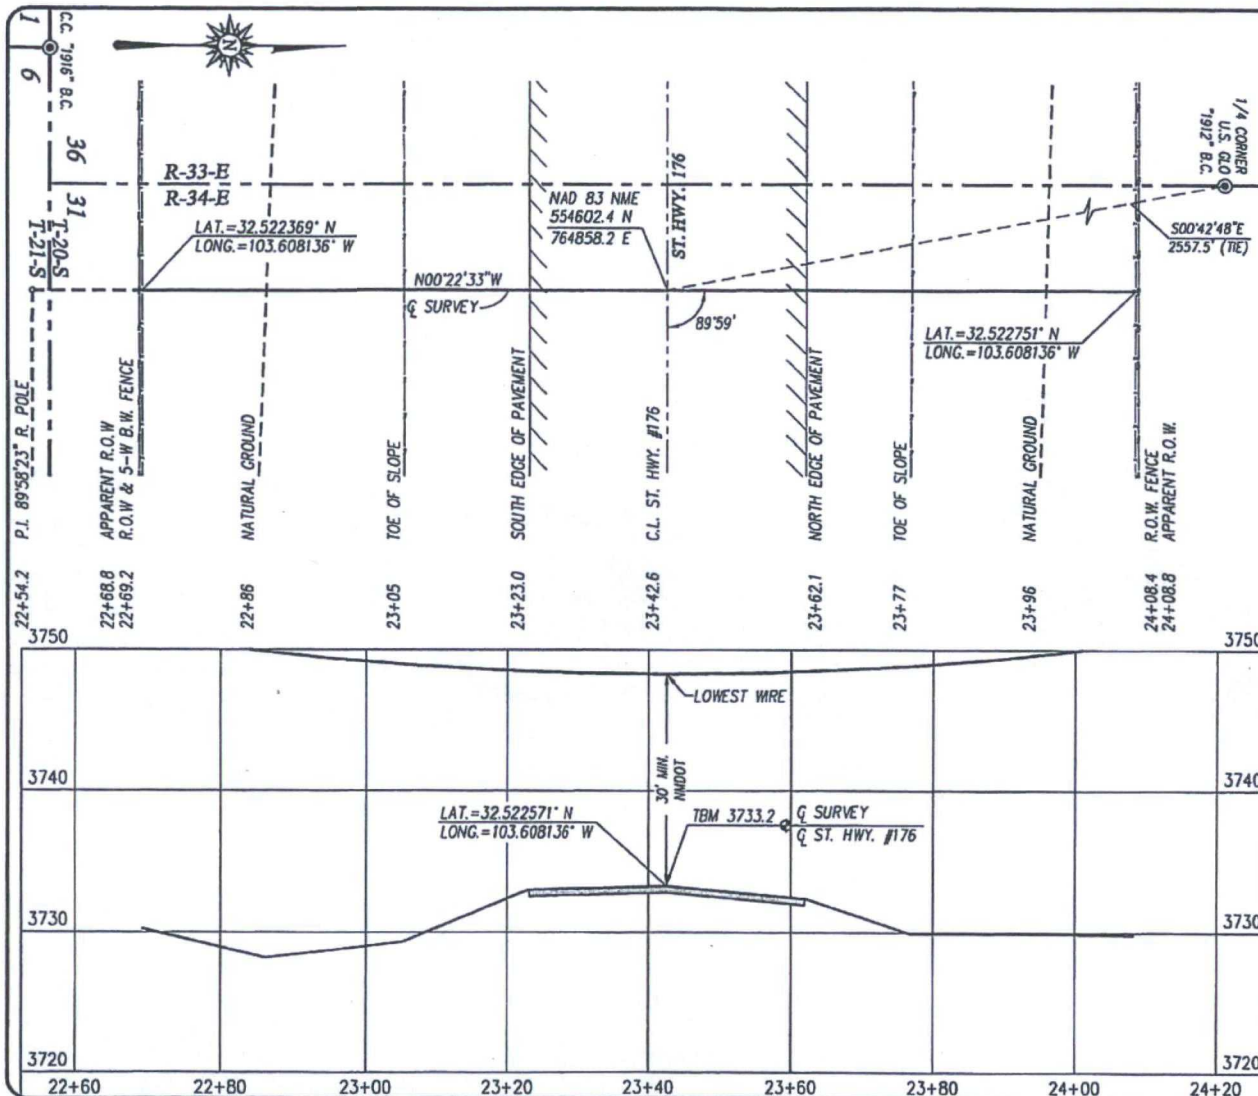 1
6
C.C. "1916" B.C.
36
31
N
R-33-E
R-34-E
T-20-S
T-21-S
LAT.=32.522369° N
LONG.=103.608136° W
N00°22'33"W
℄ SURVEY
NAD 83 NME
554602.4 N
764858.2 E
ST. HWY. 176
89°59'
1/4 CORNER
U.S. GLO
"1912" B.C.
S00°42'48"E
2557.5' (TIE)
LAT.=32.522751° N
LONG.=103.608136° W
22+54.2 P.I. 89°58'23" R. POLE
22+68.8 APPARENT R.O.W
22+69.2 R.O.W & 5-W B.W. FENCE
22+86 NATURAL GROUND
23+05 TOE OF SLOPE
23+23.0 SOUTH EDGE OF PAVEMENT
23+42.6 C.L. ST. HWY. #176
23+62.1 NORTH EDGE OF PAVEMENT
23+77 TOE OF SLOPE
23+96 NATURAL GROUND
24+08.4 R.O.W. FENCE
24+08.8 APPARENT R.O.W.
3750
3750
LOWEST WIRE
30' MIN.
NMDOT
3740
3740
LAT.=32.522571° N
LONG.=103.608136° W
TBM 3733.2
℄ SURVEY
℄ ST. HWY. #176
3730
3730
3720
3720
22+60 22+80 23+00 23+20 23+40 23+60 23+80 24+00 24+20